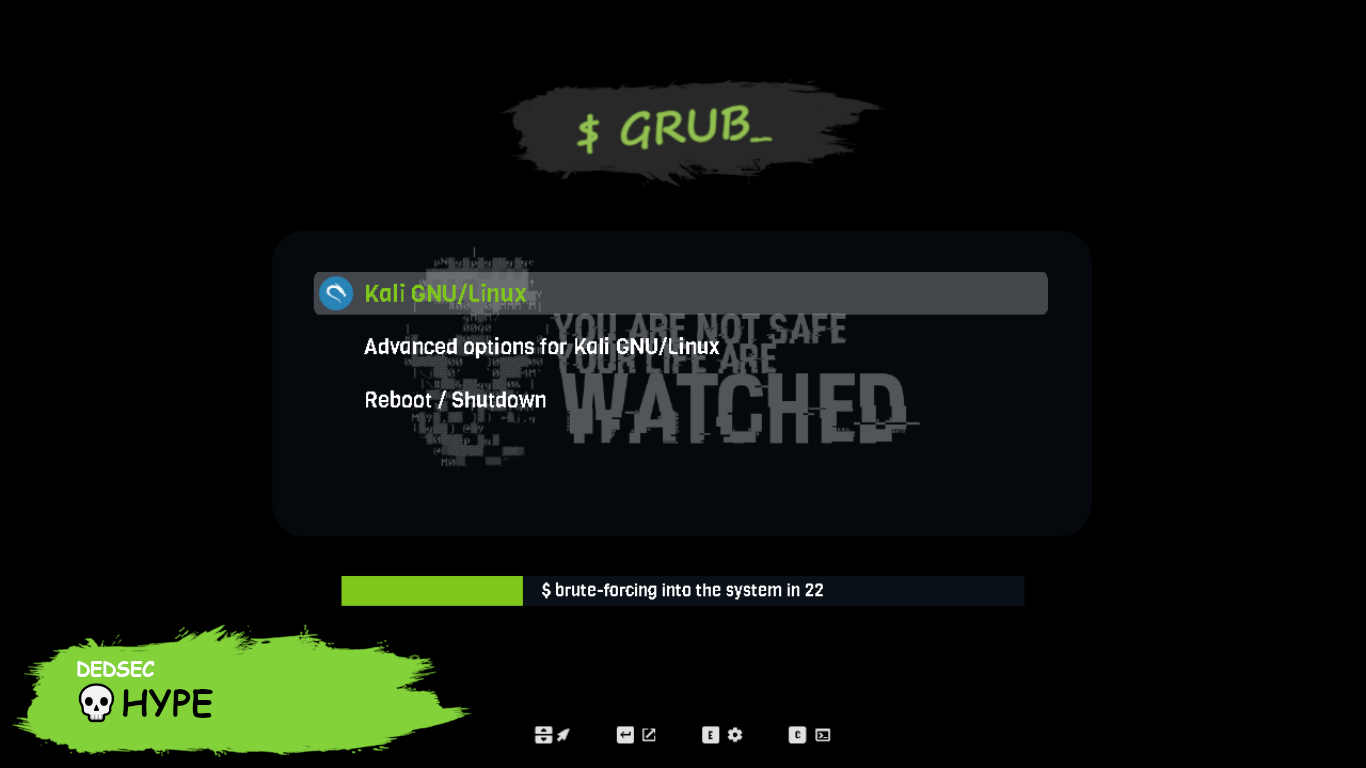 $ GRUB_
Kali GNU/Linux
YOU ARE NOT SAFE
Advanced options for Kali GNU/Linux
YOUR LIFE ARE
Reboot / Shutdown
WATCHED
$ brute-forcing into the system in 22
DEDSEC
HYPE
E
C